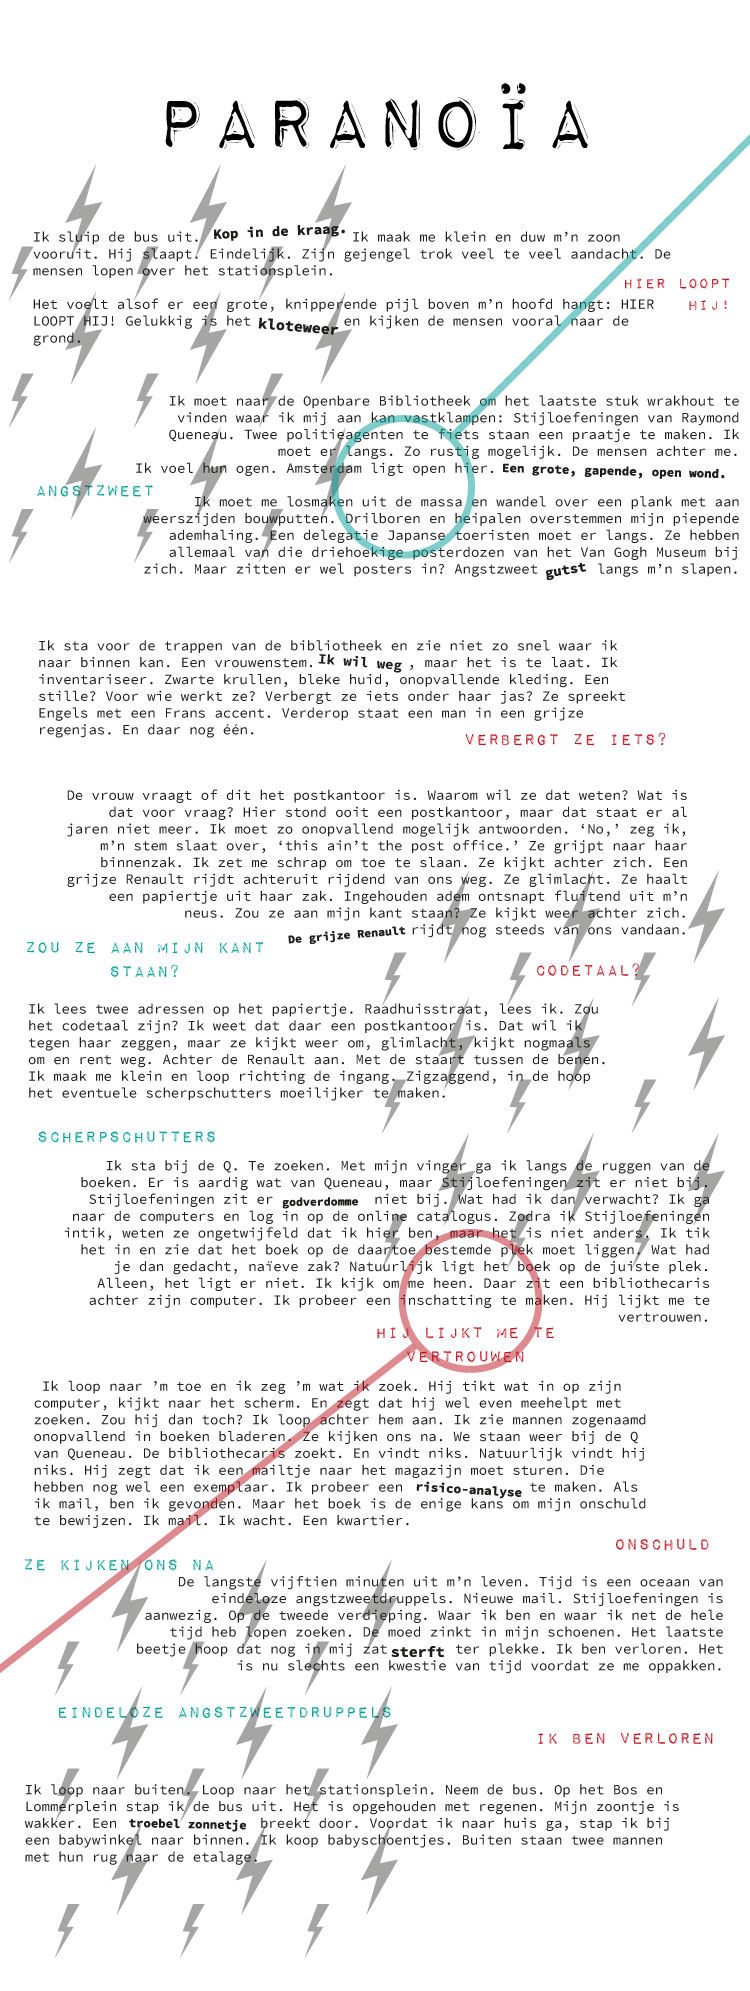 PARANOÏA
Ik sluip de bus uit. Kop in de kraag. Ik maak me klein en duw m’n zoon
vooruit. Hij slaapt. Eindelijk. Zijn gejengel trok veel te veel aandacht. De
mensen lopen over het stationsplein.
HIER LOOPT
HIJ!
Het voelt alsof er een grote, knipperende pijl boven m’n hoofd hangt: HIER
LOOPT HIJ! Gelukkig is het kloteweer en kijken de mensen vooral naar de
grond.
Ik moet naar de Openbare Bibliotheek om het laatste stuk wrakhout te
vinden waar ik mij aan kan vastklampen: Stijloefeningen van Raymond
Queneau. Twee politieagenten te fiets staan een praatje te maken. Ik
moet er langs. Zo rustig mogelijk. De mensen achter me.
Ik voel hun ogen. Amsterdam ligt open hier. Een grote, gapende, open wond.
ANGSTZWEET
Ik moet me losmaken uit de massa en wandel over een plank met aan
weerszijden bouwputten. Drilboren en heipalen overstemmen mijn piepende
ademhaling. Een delegatie Japanse toeristen moet er langs. Ze hebben
allemaal van die driehoekige posterdozen van het Van Gogh Museum bij
zich. Maar zitten er wel posters in? Angstzweet gutst langs m’n slapen.
Ik sta voor de trappen van de bibliotheek en zie niet zo snel waar ik
naar binnen kan. Een vrouwenstem. Ik wil weg , maar het is te laat. Ik
inventariseer. Zwarte krullen, bleke huid, onopvallende kleding. Een
stille? Voor wie werkt ze? Verbergt ze iets onder haar jas? Ze spreekt
Engels met een Frans accent. Verderop staat een man in een grijze
regenjas. En daar nog één.
VERBERGT ZE IETS?
De vrouw vraagt of dit het postkantoor is. Waarom wil ze dat weten? Wat is
dat voor vraag? Hier stond ooit een postkantoor, maar dat staat er al
jaren niet meer. Ik moet zo onopvallend mogelijk antwoorden. ‘No,’ zeg ik,
m’n stem slaat over, ‘this ain’t the post office.’ Ze grijpt naar haar
binnenzak. Ik zet me schrap om toe te slaan. Ze kijkt achter zich. Een
grijze Renault rijdt achteruit rijdend van ons weg. Ze glimlacht. Ze haalt
een papiertje uit haar zak. Ingehouden adem ontsnapt fluitend uit m’n
neus. Zou ze aan mijn kant staan? Ze kijkt weer achter zich.
De grijze Renault rijdt nog steeds van ons vandaan.
ZOU ZE AAN MIJN KANT
STAAN?
CODETAAL?
Ik lees twee adressen op het papiertje. Raadhuisstraat, lees ik. Zou
het codetaal zijn? Ik weet dat daar een postkantoor is. Dat wil ik
tegen haar zeggen, maar ze kijkt weer om, glimlacht, kijkt nogmaals
om en rent weg. Achter de Renault aan. Met de staart tussen de benen.
Ik maak me klein en loop richting de ingang. Zigzaggend, in de hoop
het eventuele scherpschutters moeilijker te maken.
SCHERPSCHUTTERS
Ik sta bij de Q. Te zoeken. Met mijn vinger ga ik langs de ruggen van de
boeken. Er is aardig wat van Queneau, maar Stijloefeningen zit er niet bij.
Stijloefeningen zit er godverdomme niet bij. Wat had ik dan verwacht? Ik ga
naar de computers en log in op de online catalogus. Zodra ik Stijloefeningen
intik, weten ze ongetwijfeld dat ik hier ben, maar het is niet anders. Ik tik
het in en zie dat het boek op de daartoe bestemde plek moet liggen. Wat had
je dan gedacht, naïeve zak? Natuurlijk ligt het boek op de juiste plek.
Alleen, het ligt er niet. Ik kijk om me heen. Daar zit een bibliothecaris
achter zijn computer. Ik probeer een inschatting te maken. Hij lijkt me te
vertrouwen.
HIJ LIJKT ME TE
VERTROUWEN
Ik loop naar ’m toe en ik zeg ’m wat ik zoek. Hij tikt wat in op zijn
computer, kijkt naar het scherm. En zegt dat hij wel even meehelpt met
zoeken. Zou hij dan toch? Ik loop achter hem aan. Ik zie mannen zogenaamd
onopvallend in boeken bladeren. Ze kijken ons na. We staan weer bij de Q
van Queneau. De bibliothecaris zoekt. En vindt niks. Natuurlijk vindt hij
niks. Hij zegt dat ik een mailtje naar het magazijn moet sturen. Die
hebben nog wel een exemplaar. Ik probeer een risico-analyse te maken. Als
ik mail, ben ik gevonden. Maar het boek is de enige kans om mijn onschuld
te bewijzen. Ik mail. Ik wacht. Een kwartier.
ONSCHULD
ZE KIJKEN ONS NA
De langste vijftien minuten uit m’n leven. Tijd is een oceaan van
eindeloze angstzweetdruppels. Nieuwe mail. Stijloefeningen is
aanwezig. Op de tweede verdieping. Waar ik ben en waar ik net de hele
tijd heb lopen zoeken. De moed zinkt in mijn schoenen. Het laatste
beetje hoop dat nog in mij zat sterft ter plekke. Ik ben verloren. Het
is nu slechts een kwestie van tijd voordat ze me oppakken.
EINDELOZE ANGSTZWEETDRUPPELS
IK BEN VERLOREN
Ik loop naar buiten. Loop naar het stationsplein. Neem de bus. Op het Bos en
Lommerplein stap ik de bus uit. Het is opgehouden met regenen. Mijn zoontje is
wakker. Een troebel zonnetje breekt door. Voordat ik naar huis ga, stap ik bij
een babywinkel naar binnen. Ik koop babyschoentjes. Buiten staan twee mannen
met hun rug naar de etalage.